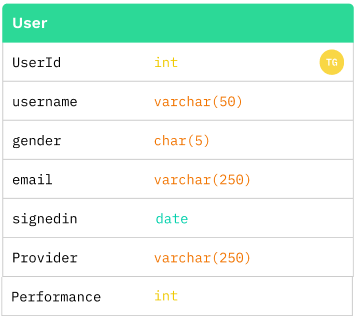 User
UserId int TG
username varchar(50)
gender char(5)
email varchar(250)
signedin date
Provider varchar(250)
Performance int